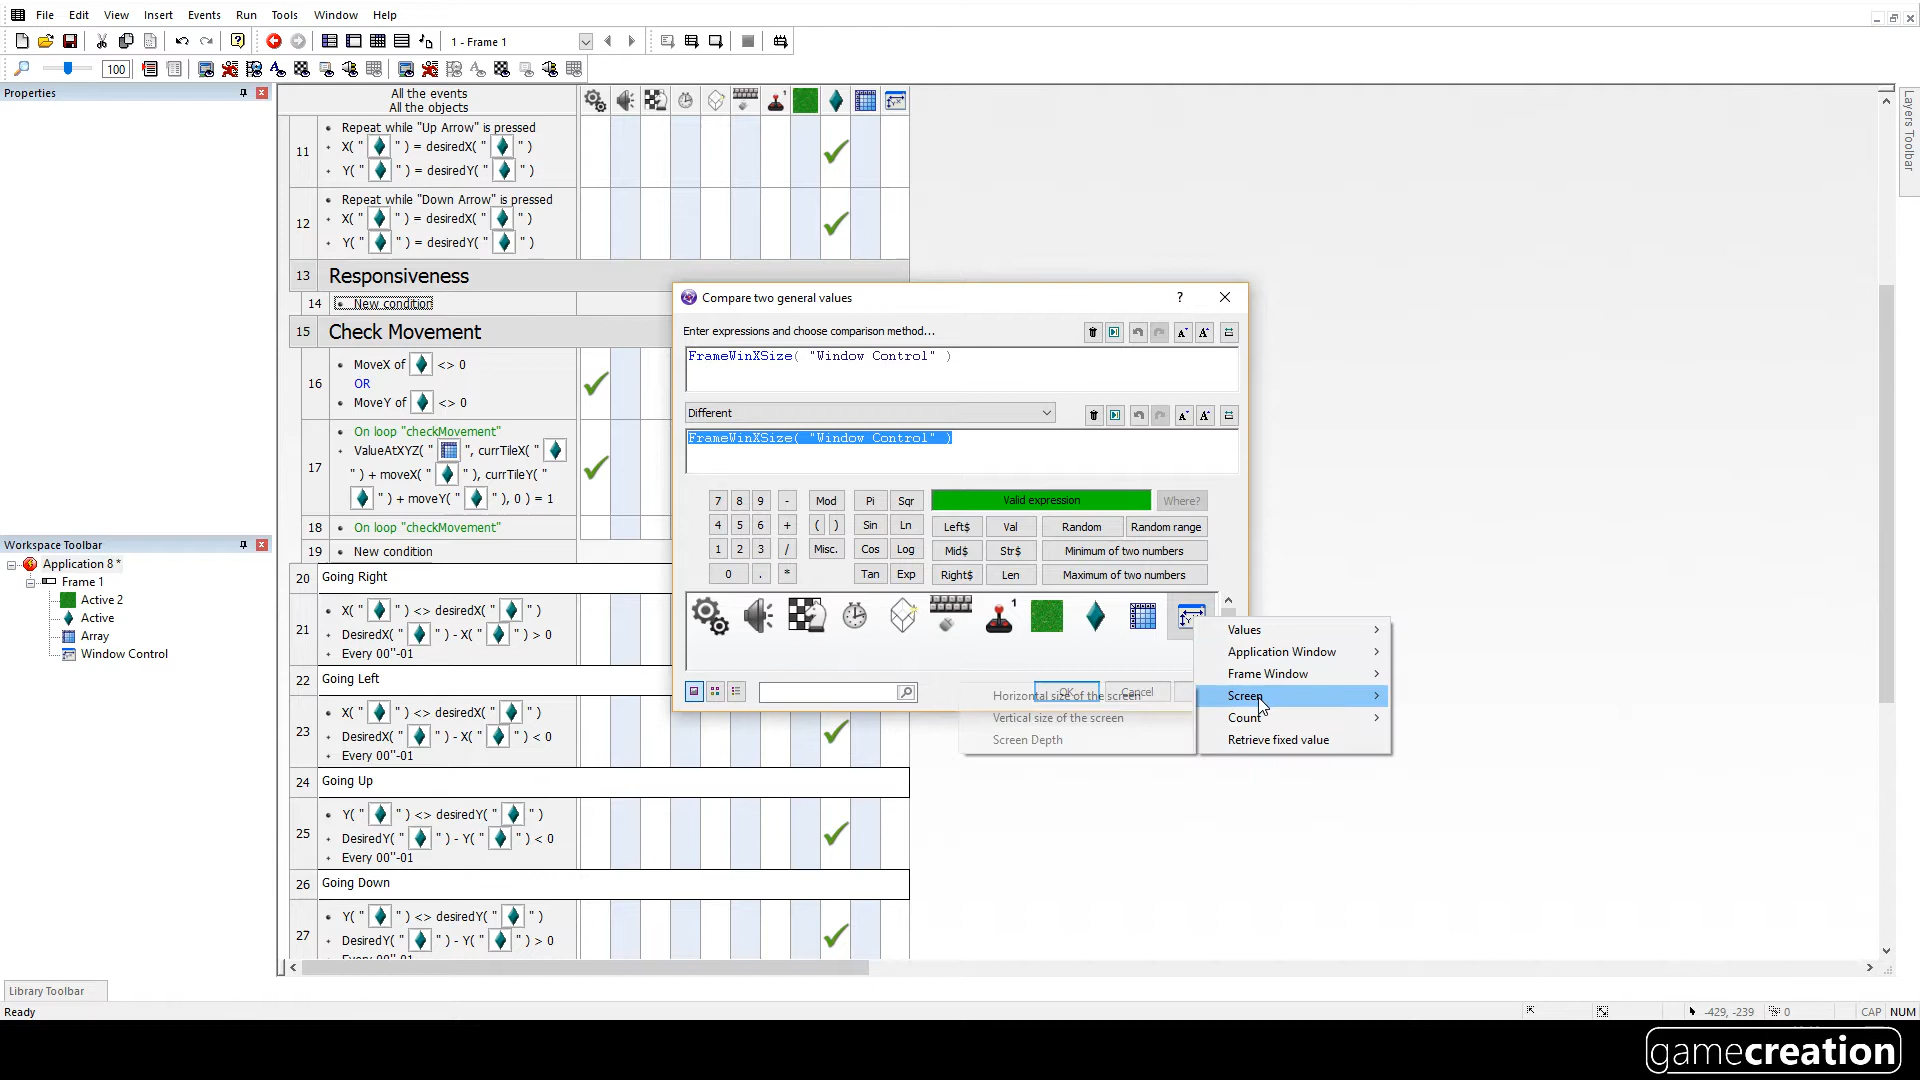 File Edit View Insert Events Run Tools Window Help
1 - Frame 1
100
Properties
All the events
All the objects
Layers Toolbar
11
Repeat while "Up Arrow" is pressed
X( " " ) = desiredX( " " )
Y( " " ) = desiredY( " " )
12
Repeat while "Down Arrow" is pressed
X( " " ) = desiredX( " " )
Y( " " ) = desiredY( " " )
13 Responsiveness
14 New condition
15 Check Movement
16
MoveX of <> 0
OR
MoveY of <> 0
17
On loop "checkMovement"
ValueAtXYZ( " ", currTileX( "
" ) + moveX( " " ), currTileY( "
" ) + moveY( " " ), 0 ) = 1
18 On loop "checkMovement"
19 New condition
20 Going Right
21
X( " " ) <> desiredX( " " )
DesiredX( " " ) - X( " " ) > 0
Every 00"-01
22 Going Left
23
X( " " ) <> desiredX( " " )
DesiredX( " " ) - X( " " ) < 0
Every 00"-01
24 Going Up
25
Y( " " ) <> desiredY( " " )
DesiredY( " " ) - Y( " " ) < 0
Every 00"-01
26 Going Down
27
Y( " " ) <> desiredY( " " )
DesiredY( " " ) - Y( " " ) > 0
Compare two general values ?
Enter expressions and choose comparison method...
FrameWinXSize( "Window Control" )
Different
FrameWinXSize( "Window Control" )
7 8 9 - Mod Pi Sqr Valid expression Where?
4 5 6 + ( ) Sin Ln Left$ Val Random Random range
1 2 3 / Misc. Cos Log Mid$ Str$ Minimum of two numbers
0 . * Tan Exp Right$ Len Maximum of two numbers
1
OK Cancel
Values
Application Window
Frame Window
Screen
Count
Retrieve fixed value
Horizontal size of the screen
Vertical size of the screen
Screen Depth
Workspace Toolbar
Application 8 *
Frame 1
Active 2
Active
Array
Window Control
Library Toolbar
Ready
-429, -239 0 CAP NUM
gamecreation